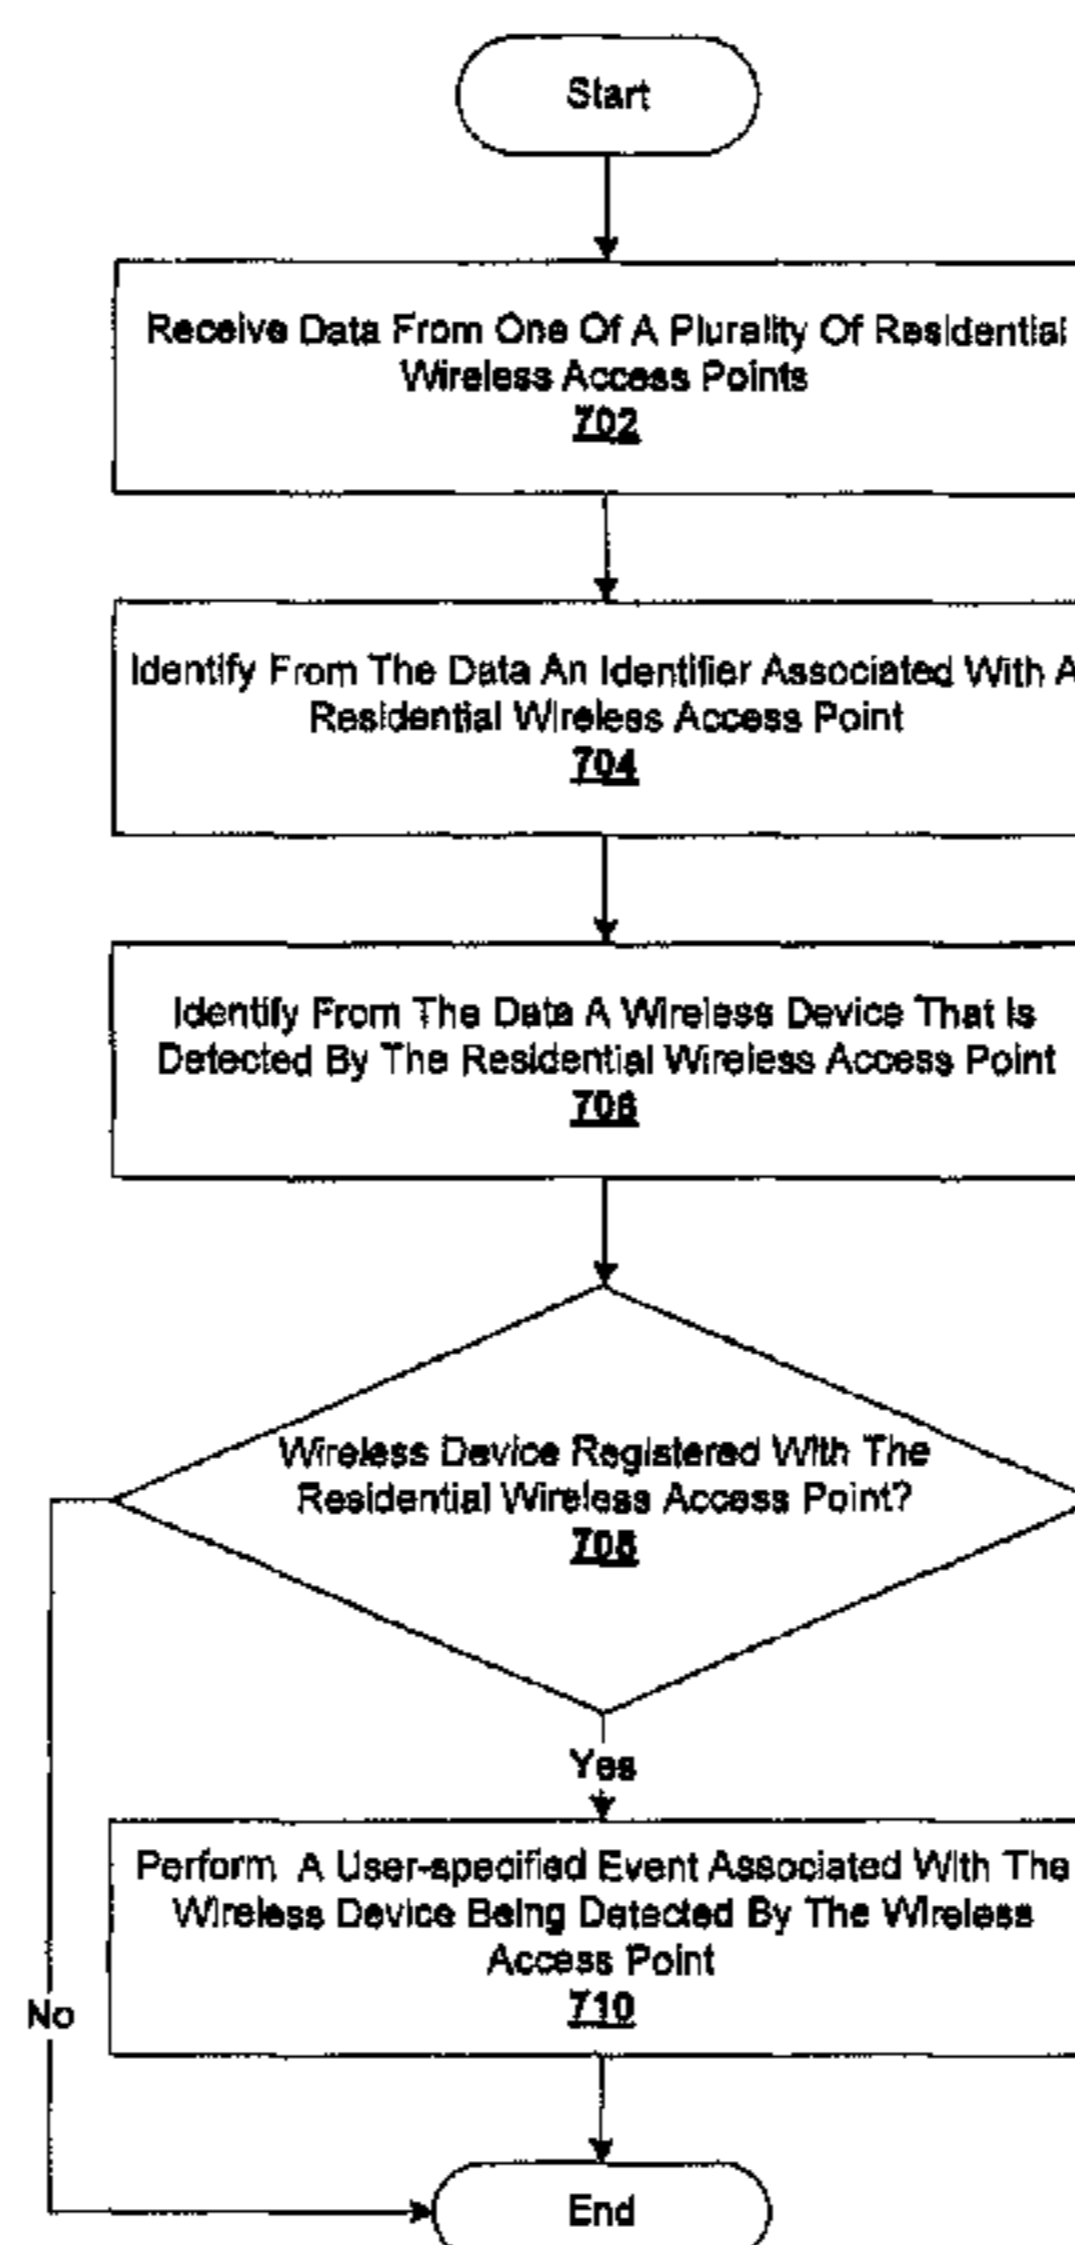 Start
Receive Data From One Of A Plurality Of Residential
Wireless Access Points
702
Identify From The Data An Identifier Associated With A
Residential Wireless Access Point
704
Identify From The Data A Wireless Device That Is
Detected By The Residential Wireless Access Point
706
Wireless Device Registered With The
Residential Wireless Access Point?
708
Yes
Perform A User-specified Event Associated With The
Wireless Device Being Detected By The Wireless
Access Point
710
No
End